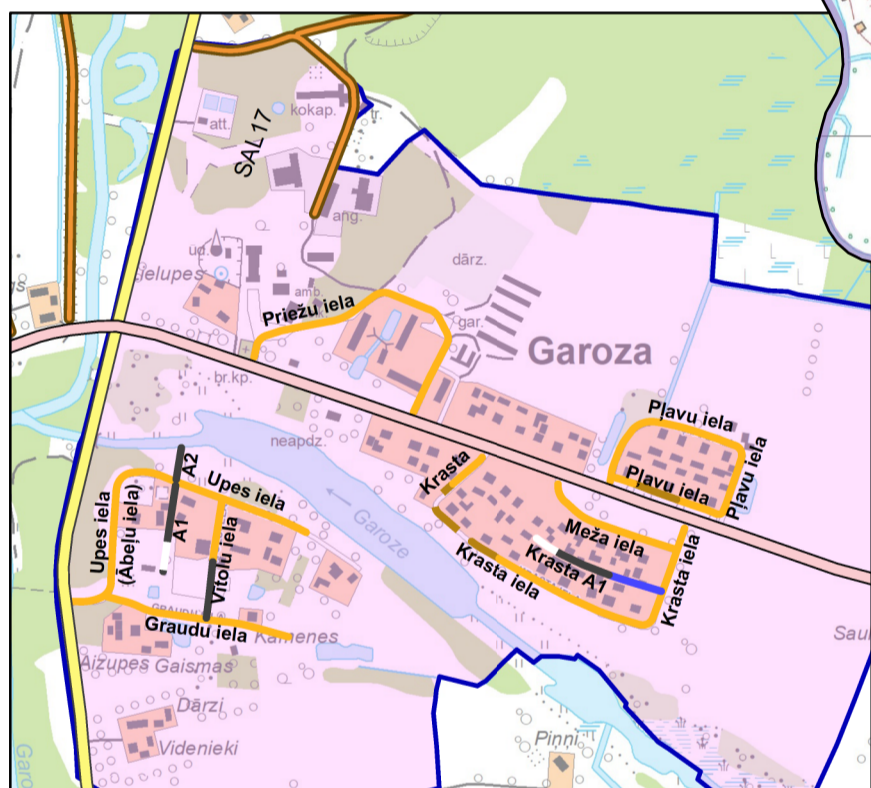 kokap.
tr.
att.
SAL17
ang.
ūd.
dārz.
amb.
Priežu iela
gar.
Garoza
br.kp.
neapdz.
Pļavu iela
Pļavu iela
Pļavu iela
A2
Upes iela
Krasta
Upes iela
(Ābeļu iela)
A1
Vītolu iela
Garoze
Meža iela
Krasta A1
Krasta iela
Krasta iela
Graudu iela
Kamenes
Aizupes
Gaismas
Dārzi
Videnieki
Pinni